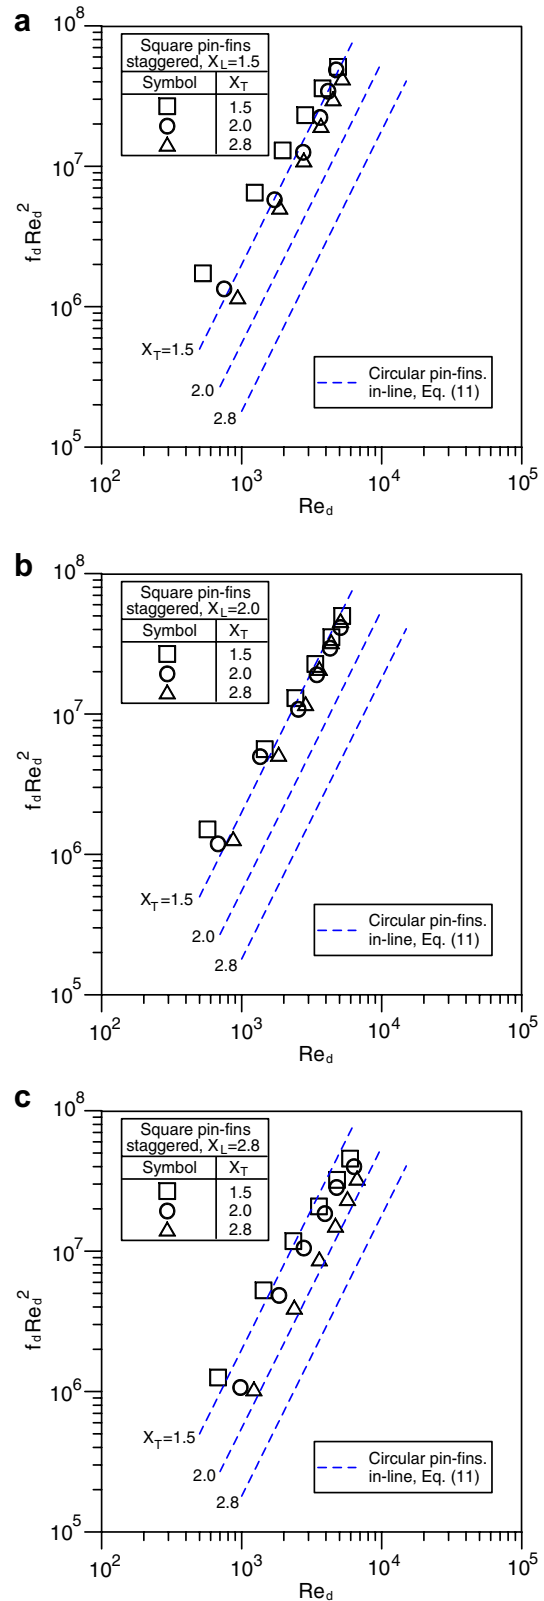 a
10^8
Square pin-fins
staggered, X_L=1.5
Symbol X_T
1.5
2.0
2.8
10^7
f_d Re_d^2
10^6
X_T=1.5
2.0
2.8
Circular pin-fins.
in-line, Eq. (11)
10^5
10^2 10^3 10^4 10^5
Re_d
b
10^8
Square pin-fins
staggered, X_L=2.0
Symbol X_T
1.5
2.0
2.8
10^7
f_d Re_d^2
10^6
X_T=1.5
2.0
2.8
Circular pin-fins.
in-line, Eq. (11)
10^5
10^2 10^3 10^4 10^5
Re_d
c
10^8
Square pin-fins
staggered, X_L=2.8
Symbol X_T
1.5
2.0
2.8
10^7
f_d Re_d^2
10^6
X_T=1.5
2.0
2.8
Circular pin-fins.
in-line, Eq. (11)
10^5
10^2 10^3 10^4 10^5
Re_d